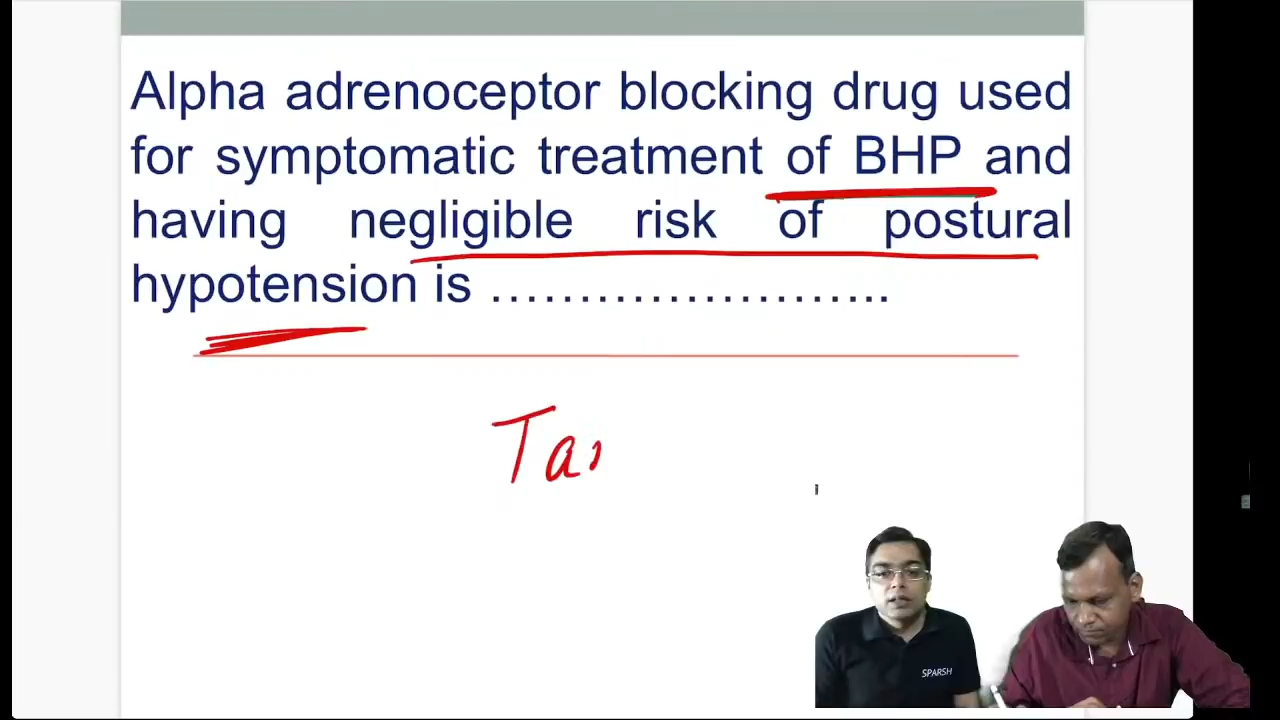 Alpha adrenoceptor blocking drug used
for symptomatic treatment of BHP and
having negligible risk of postural
hypotension is …………………..
Ta
SPARSH